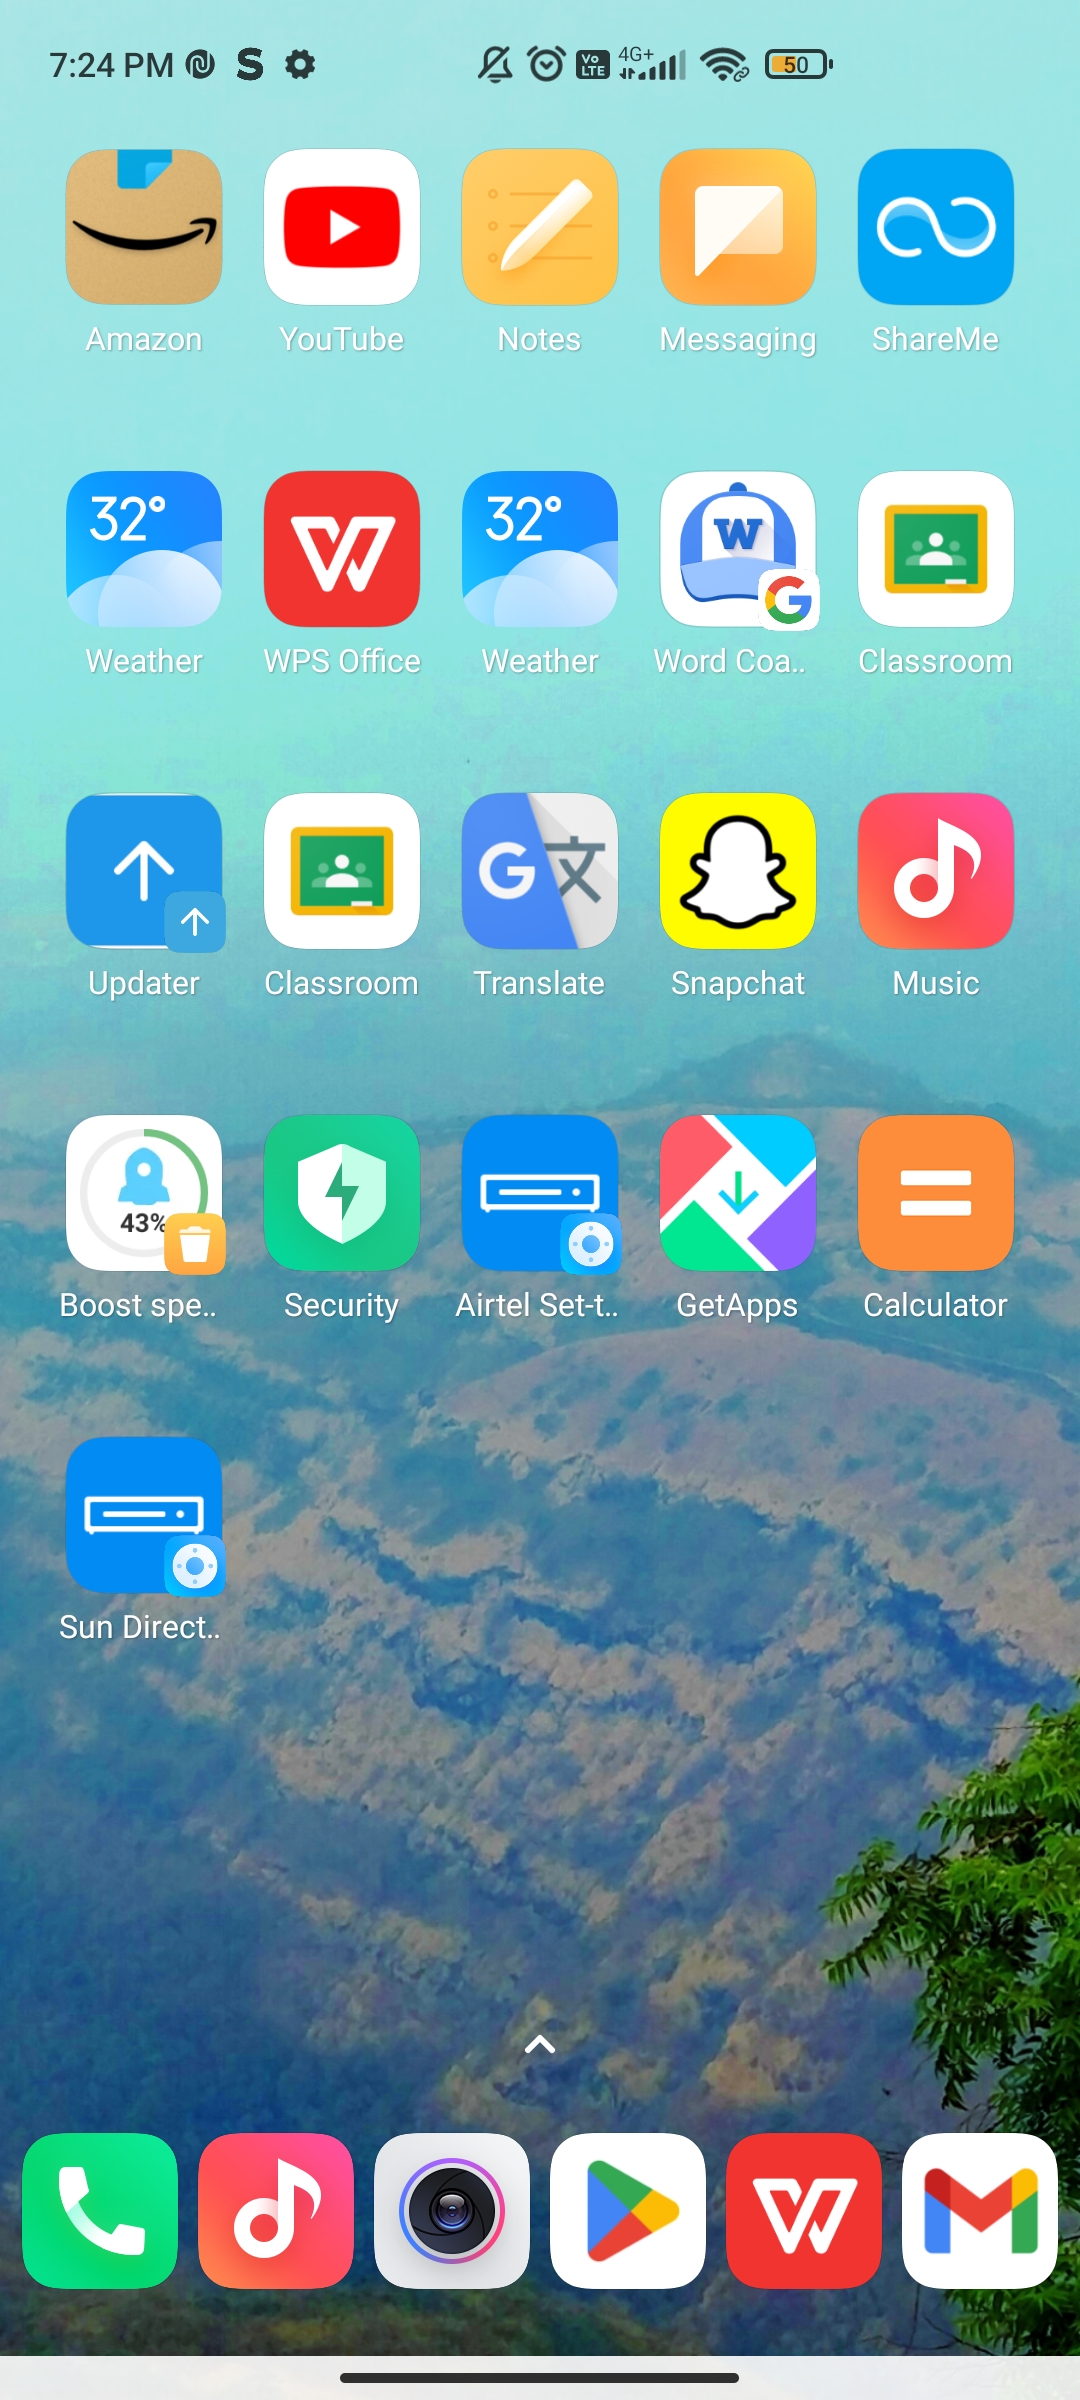 7:24 PM
Vo LTE
4G+
50
Amazon
YouTube
Notes
Messaging
ShareMe
32°
32°
W
Weather
WPS Office
Weather
Word Coa..
Classroom
Updater
Classroom
Translate
Snapchat
Music
43%
Boost spe..
Security
Airtel Set-t..
GetApps
Calculator
Sun Direct..